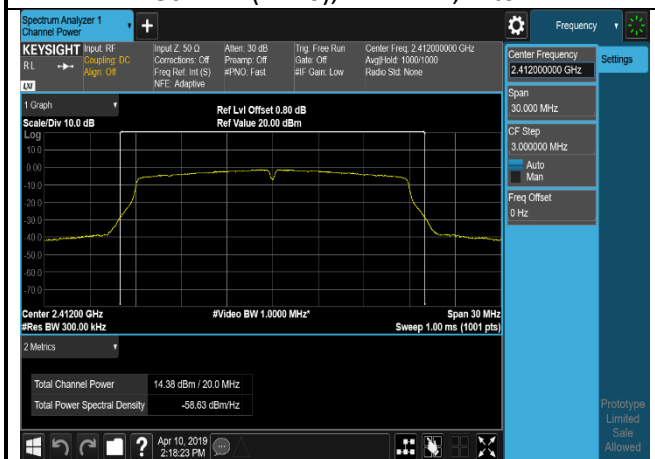 Spectrum Analyzer 1
Channel Power
+
Frequency
KEYSIGHT
RL
LXI
Input: RF
Coupling: DC
Align: Off
Input Z: 50 Ω
Corrections: Off
Freq Ref: Int (S)
NFE: Adaptive
Atten: 30 dB
Preamp: Off
#PNO: Fast
Trig: Free Run
Gate: Off
#IF Gain: Low
Center Freq: 2.412000000 GHz
Avg|Hold: 1000/1000
Radio Std: None
Center Frequency
2.412000000 GHz
Settings
Span
30.000 MHz
CF Step
3.000000 MHz
Auto
Man
Freq Offset
0 Hz
1 Graph
Scale/Div 10.0 dB
Ref Lvl Offset 0.80 dB
Ref Value 20.00 dBm
Log
10.0
0.00
-10.0
-20.0
-30.0
-40.0
-50.0
-60.0
-70.0
Center 2.41200 GHz
#Res BW 300.00 kHz
#Video BW 1.0000 MHz*
Span 30 MHz
Sweep 1.00 ms (1001 pts)
2 Metrics
Total Channel Power 14.38 dBm / 20.0 MHz
Total Power Spectral Density -58.63 dBm/Hz
Prototype
Limited
Sale
Allowed
?
Apr 10, 2019
2:18:23 PM